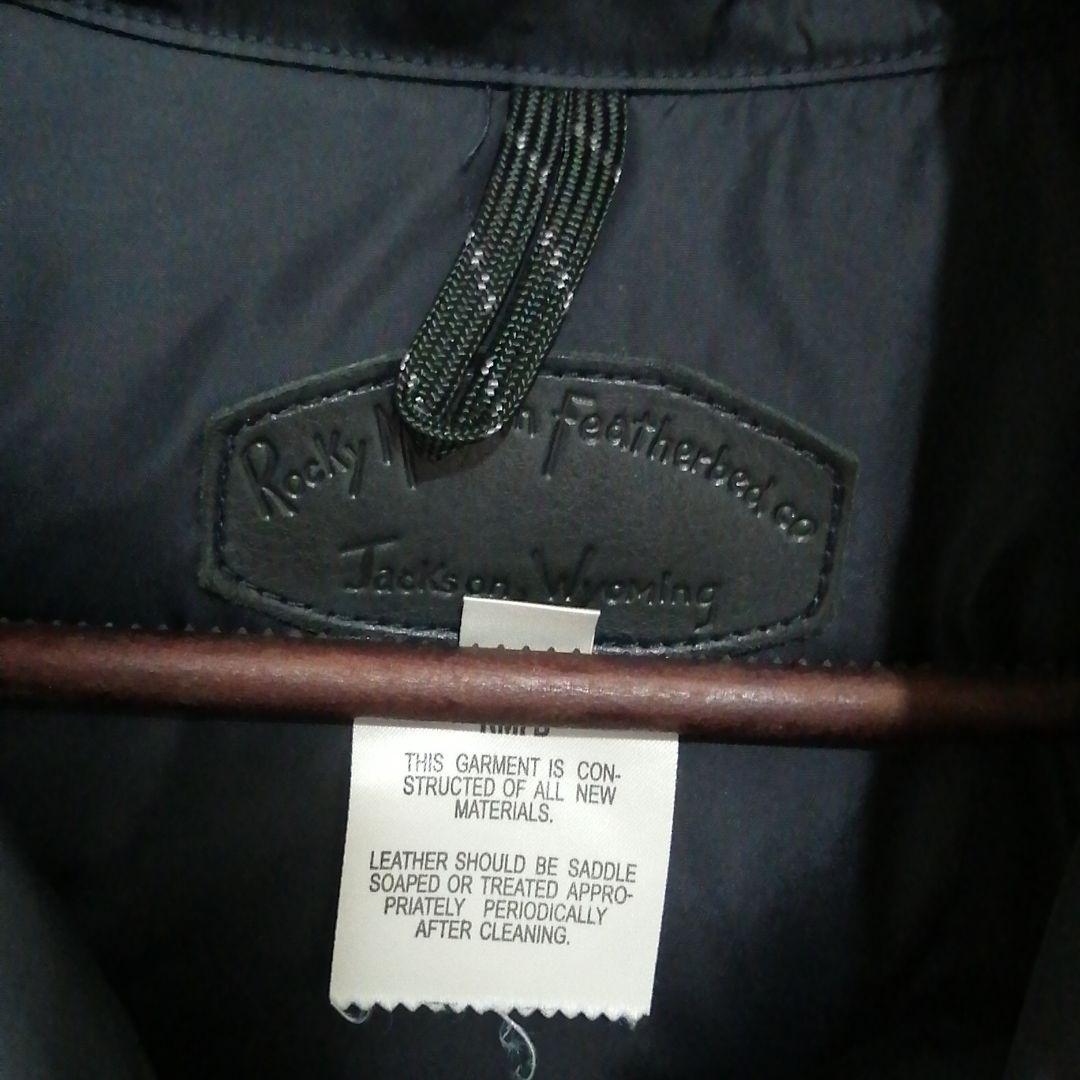 Rocky M n Featherbed. co
Jackson, Wyoming
RMFB
THIS GARMENT IS CON-
STRUCTED OF ALL NEW
MATERIALS.
LEATHER SHOULD BE SADDLE
SOAPED OR TREATED APPRO-
PRIATELY PERIODICALLY
AFTER CLEANING.